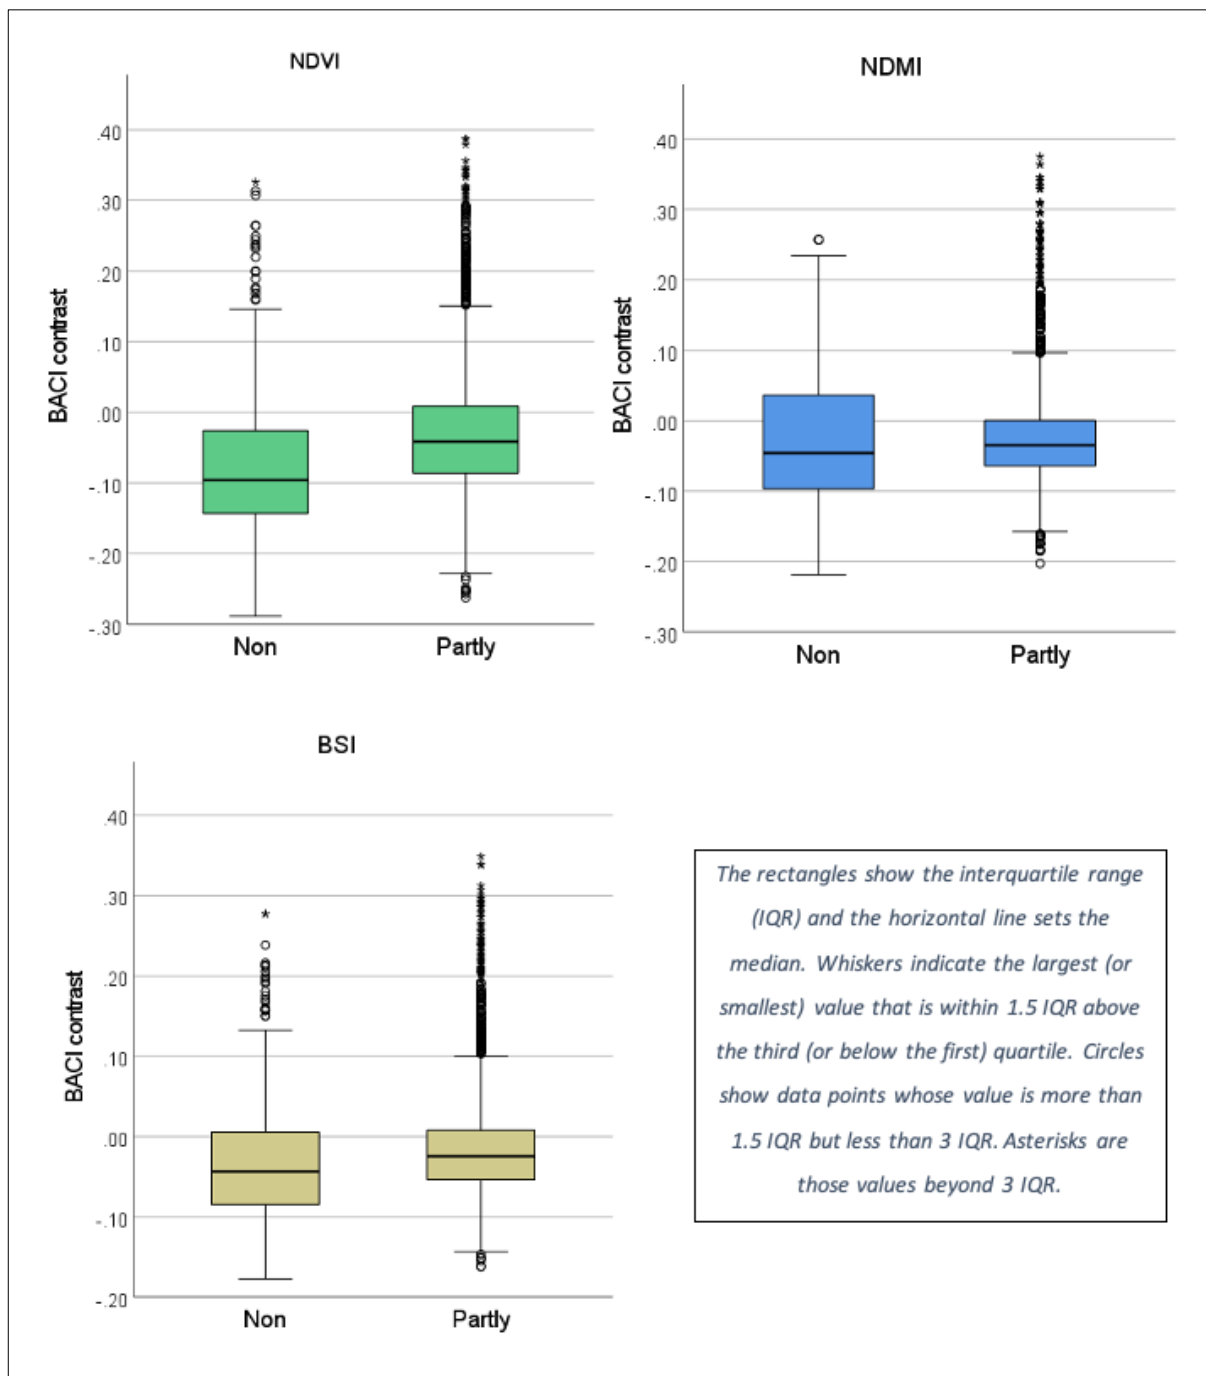 NDVI
BACI contrast
.40
.30
.20
.10
.00
-.10
-.20
-.30
Non Partly
NDMI
BACI contrast
.40
.30
.20
.10
.00
-.10
-.20
-.30
Non Partly
BSI
BACI contrast
.40
.30
.20
.10
.00
-.10
-.20
Non Partly
The rectangles show the interquartile range
(IQR) and the horizontal line sets the
median. Whiskers indicate the largest (or
smallest) value that is within 1.5 IQR above
the third (or below the first) quartile. Circles
show data points whose value is more than
1.5 IQR but less than 3 IQR. Asterisks are
those values beyond 3 IQR.